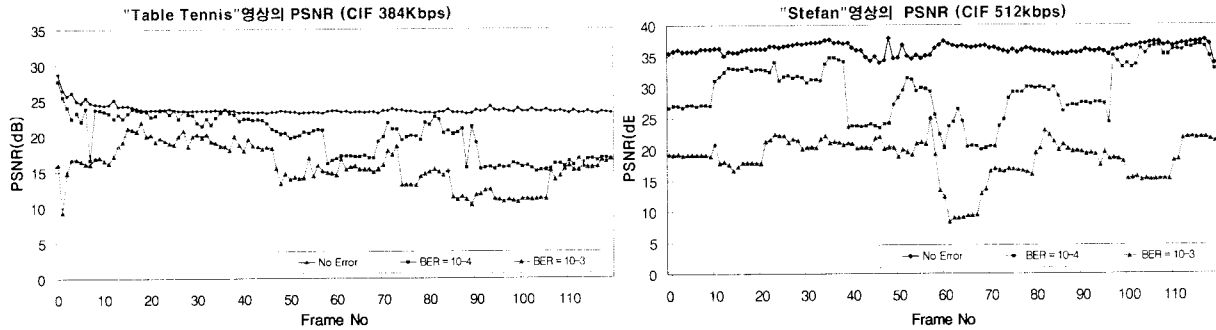 "Table Tennis"영상의 PSNR (CIF 384Kbps)
35
30
25
20
15
10
5
0
PSNR(dB)
No Error
BER = 10-4
BER = 10-3
0 10 20 30 40 50 60 70 80 90 100 110
Frame No
"Stefan"영상의 PSNR (CIF 512kbps)
40
35
30
25
20
15
10
5
0
PSNR(dE
No Error
BER = 10-4
BER = 10-3
0 10 20 30 40 50 60 70 80 90 100 110
Frame No